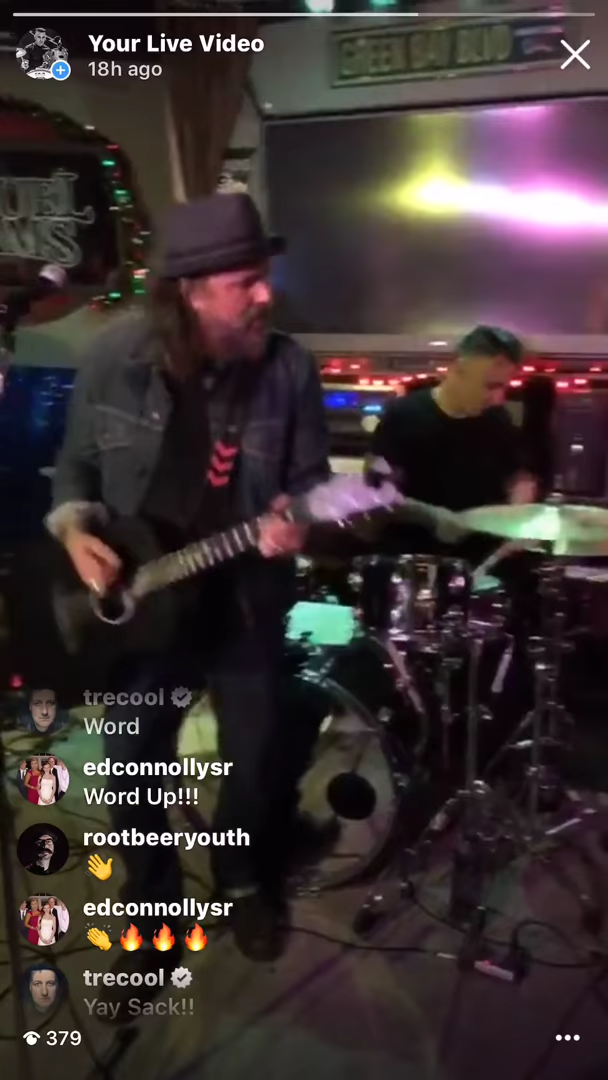 Your Live Video
18h ago
GREEN BAY BLVD
trecool
Word
edconnollysr
Word Up!!!
rootbeeryouth
👋
edconnollysr
👏🔥🔥🔥
trecool
Yay Sack!!
379